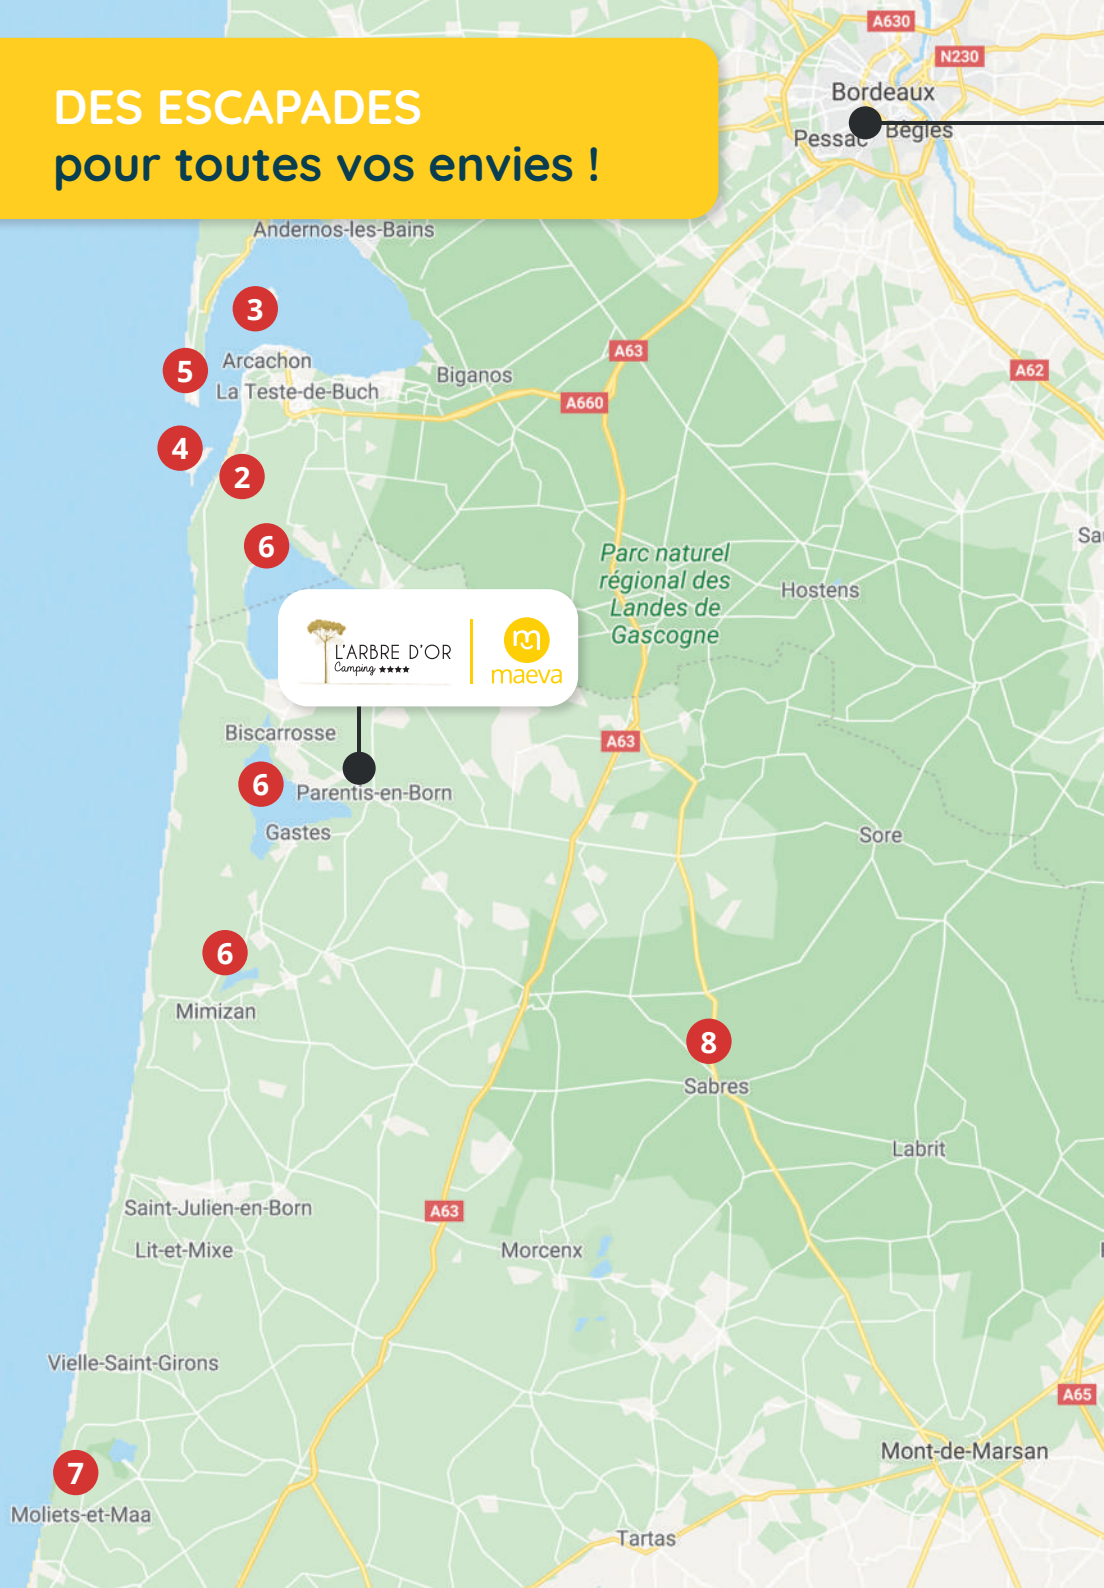 A630
N230
DES ESCAPADES
pour toutes vos envies !
Bordeaux
Pessac
Bègles
Andernos-les-Bains
3
A63
5
Arcachon
A62
Biganos
La Teste-de-Buch
A660
4
2
6
Parc naturel
régional des
Landes de
Gascogne
Hostens
L'ARBRE D'OR
Camping ★★★★
m
maeva
Biscarrosse
A63
6
Parentis-en-Born
Gastes
Sore
6
Mimizan
8
Sabres
Labrit
Saint-Julien-en-Born
A63
Lit-et-Mixe
Morcenx
Vielle-Saint-Girons
A65
Mont-de-Marsan
7
Moliets-et-Maa
Tartas